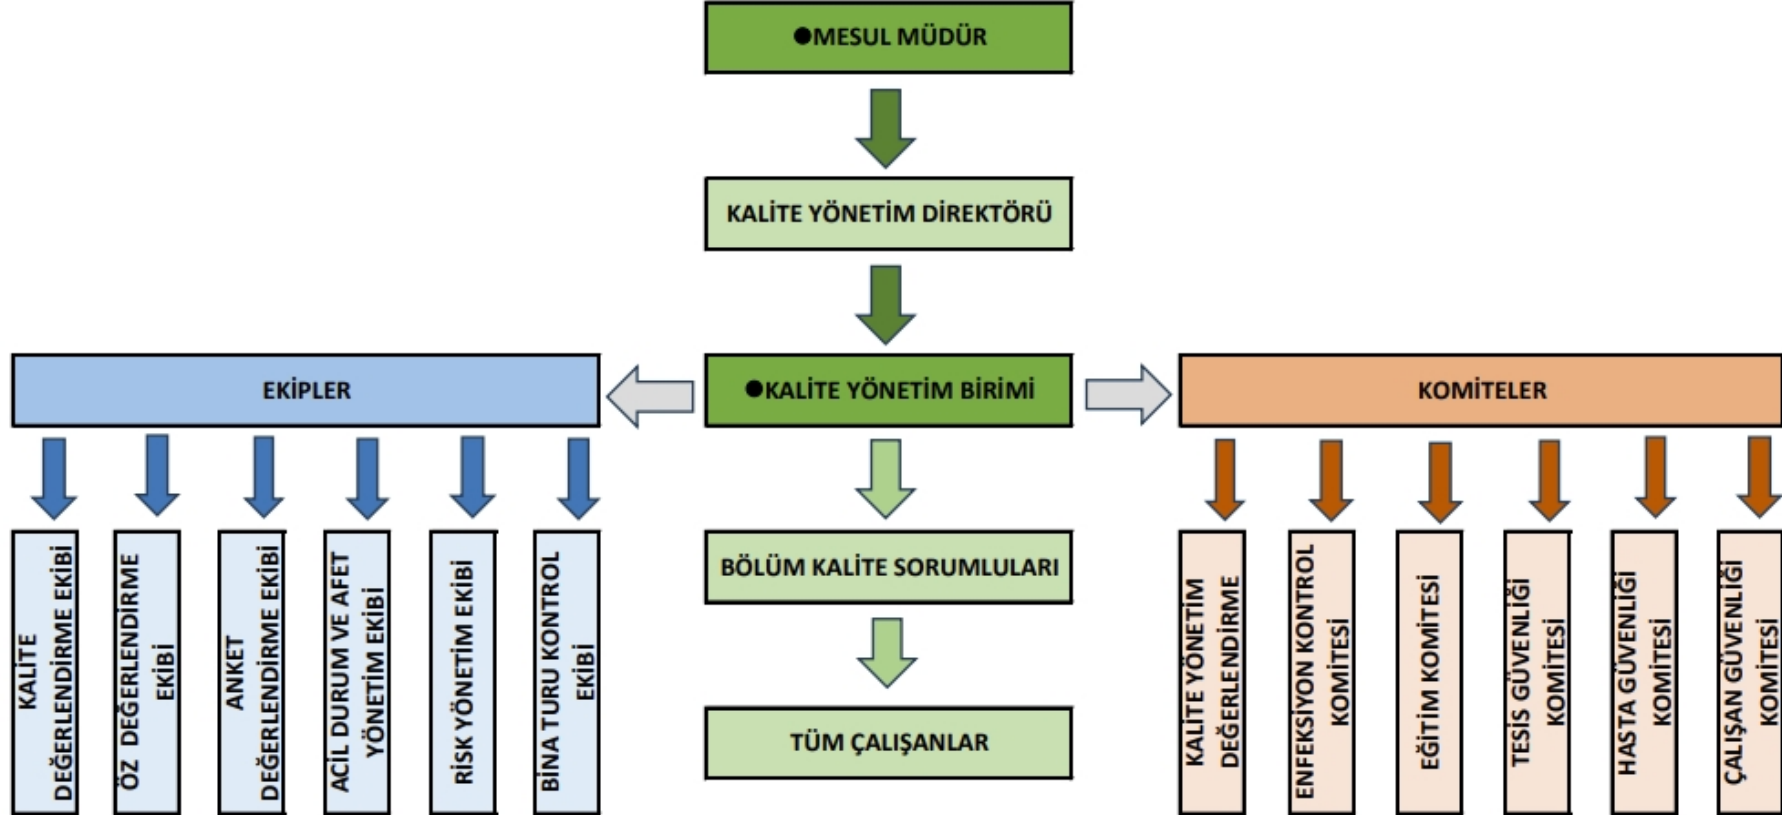 ●MESUL MÜDÜR
KALİTE YÖNETİM DİREKTÖRÜ
EKİPLER
●KALİTE YÖNETİM BİRİMİ
KOMİTELER
BÖLÜM KALİTE SORUMLULARI
TÜM ÇALIŞANLAR
KALİTE
DEĞERLENDİRME EKİBİ
ÖZ DEĞERLENDİRME
EKİBİ
ANKET
DEĞERLENDİRME EKİBİ
ACİL DURUM VE AFET
YÖNETİM EKİBİ
RİSK YÖNETİM EKİBİ
BİNA TURU KONTROL
EKİBİ
KALİTE YÖNETİM
DEĞERLENDİRME
ENFEKSİYON KONTROL
KOMİTESİ
EĞİTİM KOMİTESİ
TESİS GÜVENLİĞİ
KOMİTESİ
HASTA GÜVENLİĞİ
KOMİTESİ
ÇALIŞAN GÜVENLİĞİ
KOMİTESİ